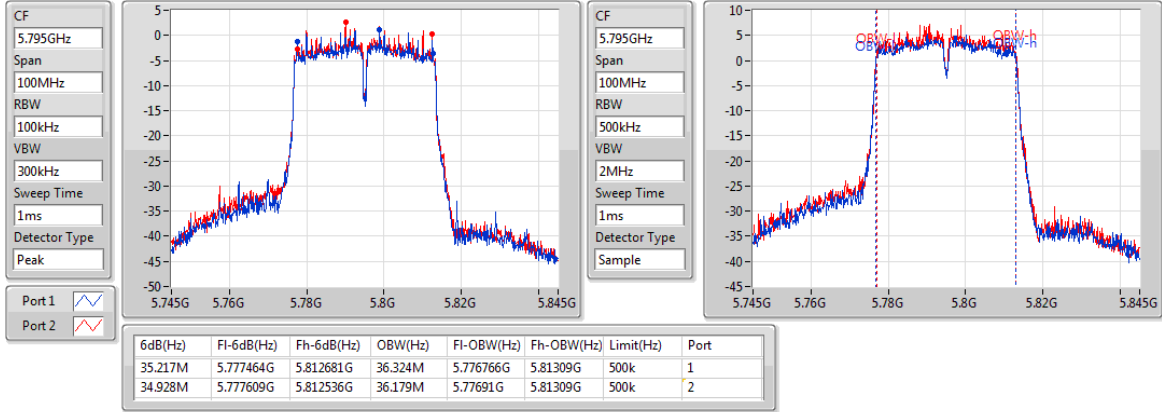 CF
5.795GHz
Span
100MHz
RBW
100kHz
VBW
300kHz
Sweep Time
1ms
Detector Type
Peak
Port 1
Port 2
5
0
-5
-10
-15
-20
-25
-30
-35
-40
-45
-50
5.745G 5.76G 5.78G 5.8G 5.82G 5.845G
CF
5.795GHz
Span
100MHz
RBW
500kHz
VBW
2MHz
Sweep Time
1ms
Detector Type
Sample
10
5
0
-5
-10
-15
-20
-25
-30
-35
-40
-45
OBW-h
OBW-h
5.745G 5.76G 5.78G 5.8G 5.82G 5.845G
6dB(Hz) Fl-6dB(Hz) Fh-6dB(Hz) OBW(Hz) Fl-OBW(Hz) Fh-OBW(Hz) Limit(Hz) Port
35.217M 5.777464G 5.812681G 36.324M 5.776766G 5.81309G 500k 1
34.928M 5.777609G 5.812536G 36.179M 5.77691G 5.81309G 500k 2